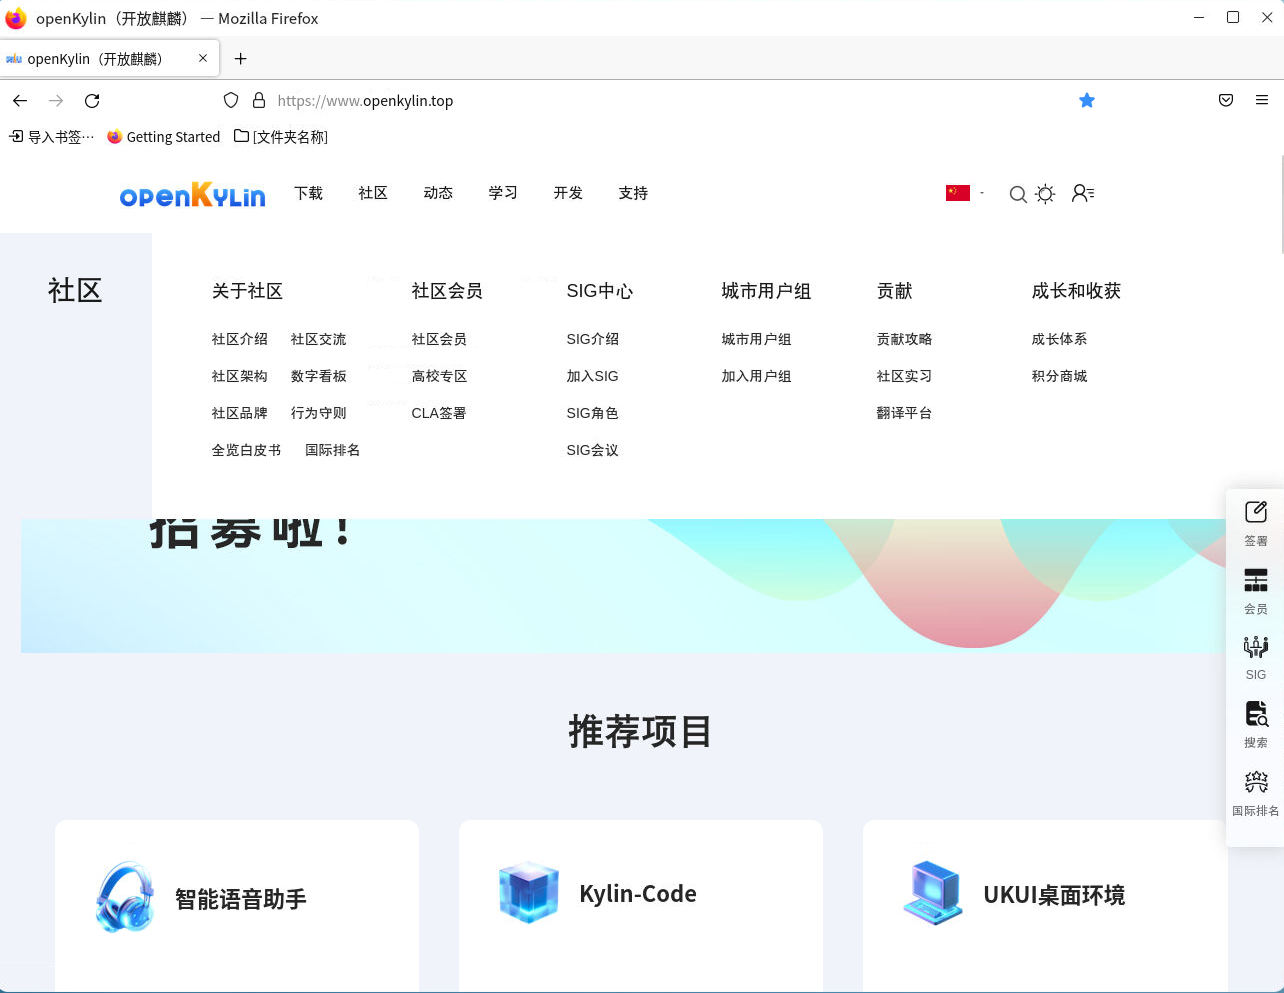 openKylin（开放麒麟） — Mozilla Firefox
openKylin（开放麒麟）
https://www.openkylin.top
导入书签… Getting Started [文件夹名称]
openKylin 下载 社区 动态 学习 开发 支持
社区
关于社区 社区会员 SIG中心 城市用户组 贡献 成长和收获
社区介绍 社区交流 社区会员 SIG介绍 城市用户组 贡献攻略 成长体系
社区架构 数字看板 高校专区 加入SIG 加入用户组 社区实习 积分商城
社区品牌 行为守则 CLA签署 SIG角色 翻译平台
全览白皮书 国际排名 SIG会议
招募啦!
签署
会员
SIG
搜索
国际排名
推荐项目
智能语音助手 Kylin-Code UKUI桌面环境